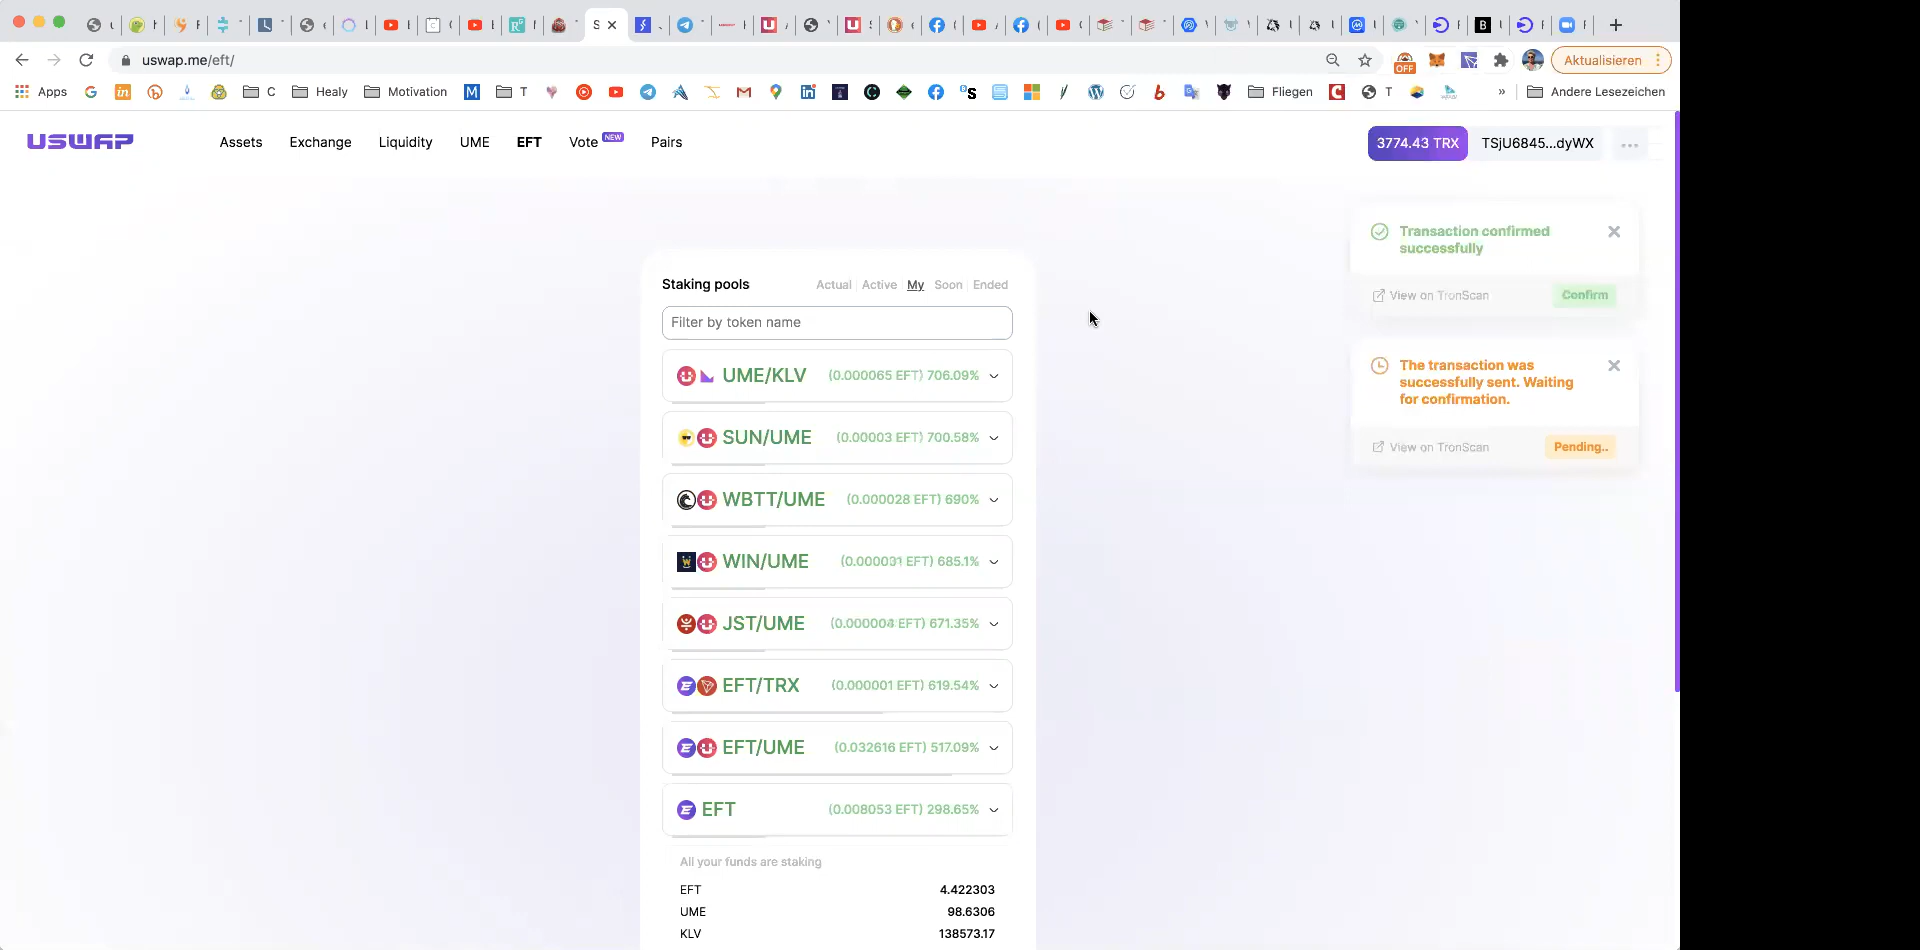 uswap.me/eft/
OFF
Aktualisieren
Apps
C
Healy
Motivation
T
Fliegen
T
»
Andere Lesezeichen
USWAP
Assets
Exchange
Liquidity
UME
EFT
Vote NEW
Pairs
3774.43 TRX
TSjU6845...dyWX
Transaction confirmed
successfully
View on TronScan
Confirm
The transaction was
successfully sent. Waiting
for confirmation.
View on TronScan
Pending..
Staking pools
Actual
Active
My
Soon
Ended
Filter by token name
UME/KLV (0.000065 EFT) 706.09%
SUN/UME (0.00003 EFT) 700.58%
WBTT/UME (0.000028 EFT) 690%
WIN/UME (0.000031 EFT) 685.1%
JST/UME (0.000004 EFT) 671.35%
EFT/TRX (0.000001 EFT) 619.54%
EFT/UME (0.032616 EFT) 517.09%
EFT (0.008053 EFT) 298.65%
All your funds are staking
EFT 4.422303
UME 98.6306
KLV 138573.17